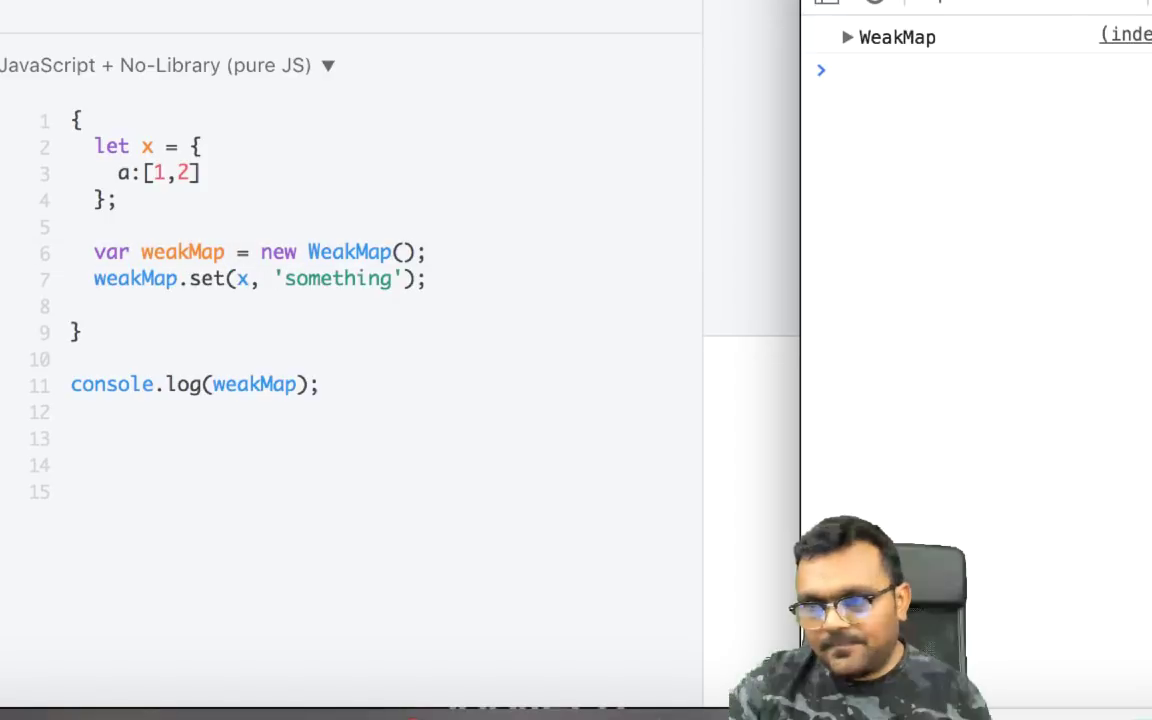 JavaScript + No-Library (pure JS) ▼
1 {
2 let x = {
3 a:[1,2]
4 };
5
6 var weakMap = new WeakMap();
7 weakMap.set(x, 'something');
8
9 }
10
11 console.log(weakMap);
12
13
14
15
▶ WeakMap (inde
>